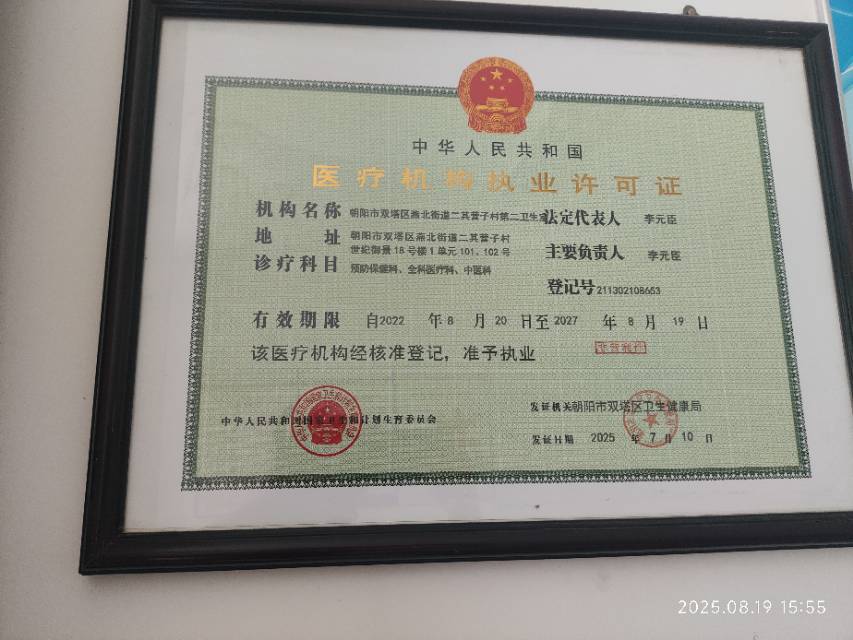 中华人民共和国
医疗机构执业许可证
机构名称 朝阳市双塔区燕北街道二其营子村第二卫生室
法定代表人 李元臣
地址 朝阳市双塔区燕北街道二其营子村
世纪御景18号楼1单元101、102号
主要负责人 李元臣
诊疗科目 预防保健科、全科医疗科、中医科
登记号 211302108653
有效期限 自2022 年8 月20 日至2027 年8 月19 日
该医疗机构经核准登记，准予执业
中华人民共和国国家卫生和计划生育委员会
发证机关 朝阳市双塔区卫生健康局
发证日期 2025 年7 月10 日
2025.08.19 15:55